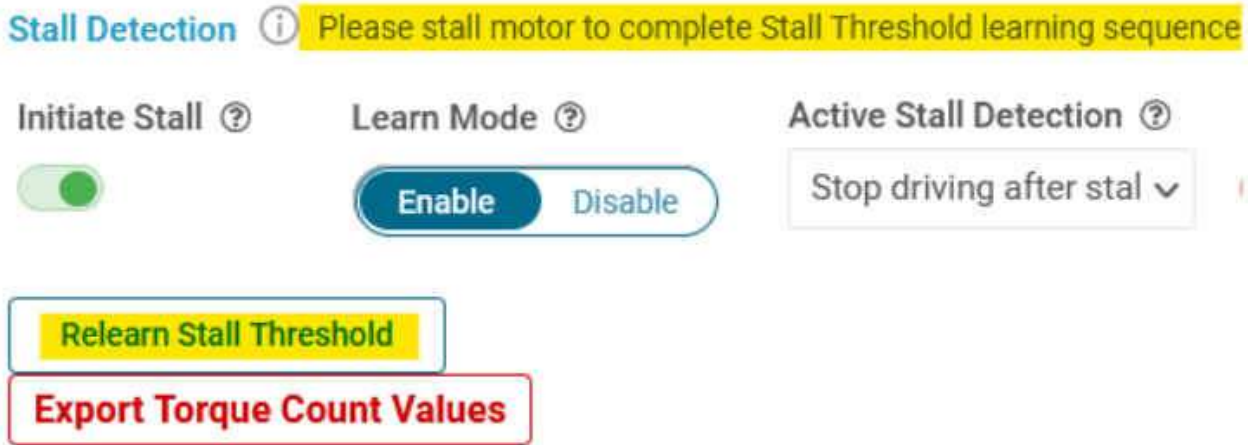 Stall Detection Please stall motor to complete Stall Threshold learning sequence
Initiate Stall Learn Mode Active Stall Detection
Enable Disable Stop driving after stal
Relearn Stall Threshold
Export Torque Count Values